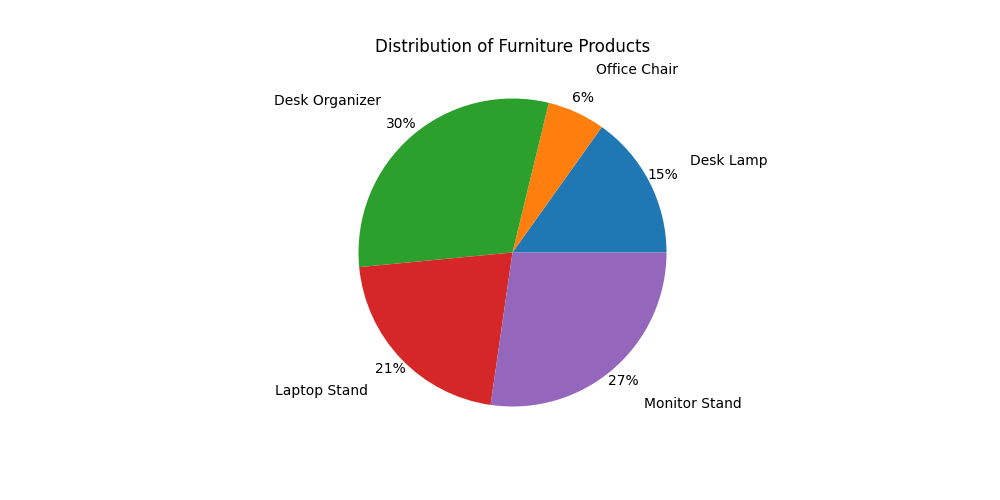 Distribution of Furniture Products
Office Chair
6%
Desk Organizer
30%
Desk Lamp
15%
21%
Laptop Stand
27%
Monitor Stand